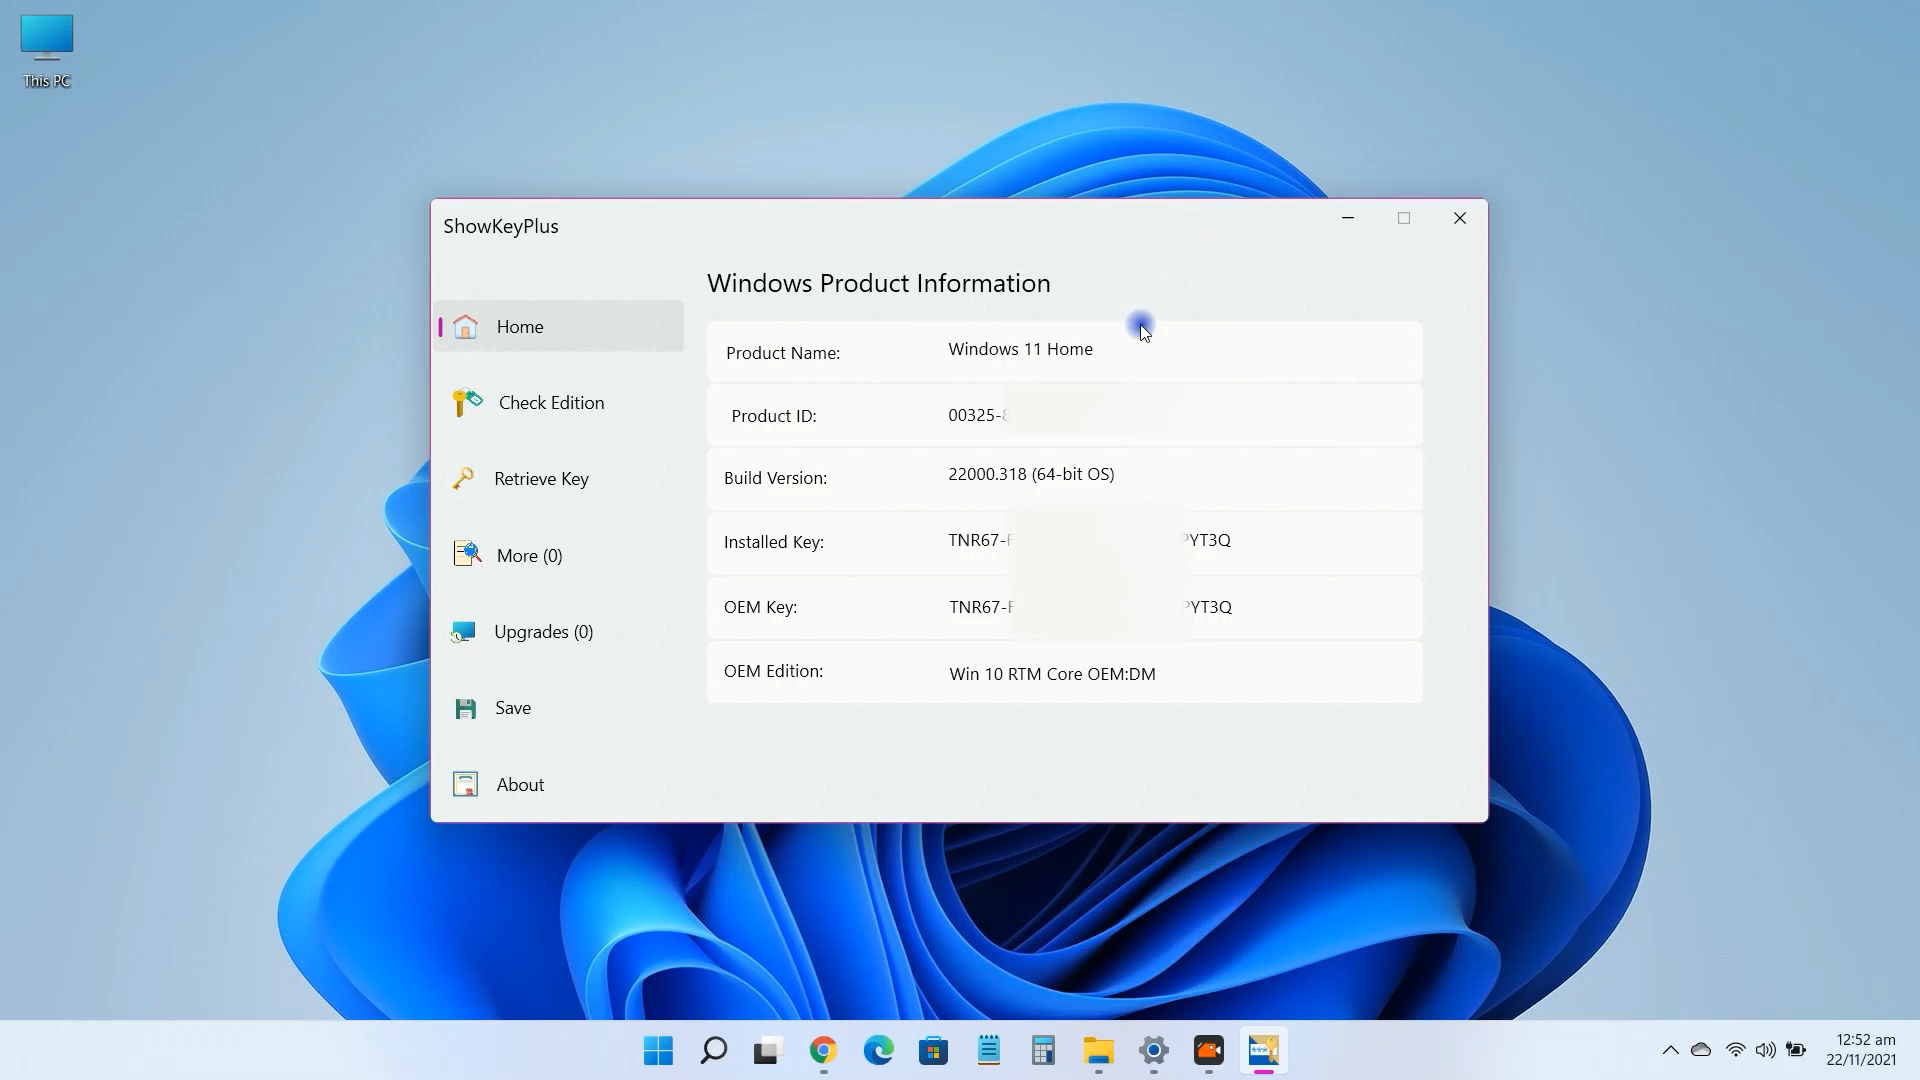 This PC
ShowKeyPlus
Windows Product Information
Home
Check Edition
Retrieve Key
More (0)
Upgrades (0)
Save
About
Product Name: Windows 11 Home
Product ID: 00325-
Build Version: 22000.318 (64-bit OS)
Installed Key: TNR67- PYT3Q
OEM Key: TNR67- PYT3Q
OEM Edition: Win 10 RTM Core OEM:DM
12:52 am
22/11/2021